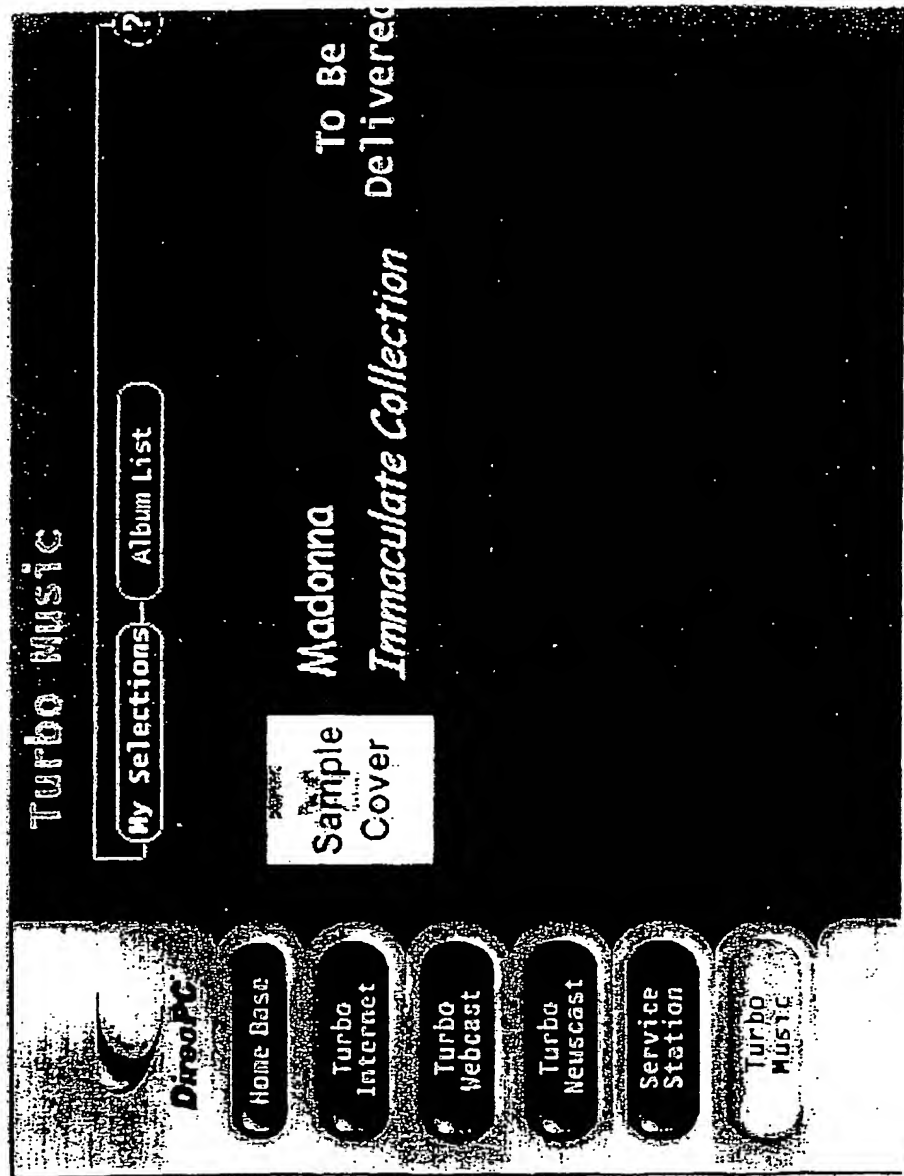 Turbo Music
My Selections
Album List
(?)
DirecPC
Home Base
Turbo
Internet
Turbo
Webcast
Turbo
Newscast
Service
Station
Turbo
Music
Sample
Cover
Madonna
Immaculate Collection
To Be
Delivered